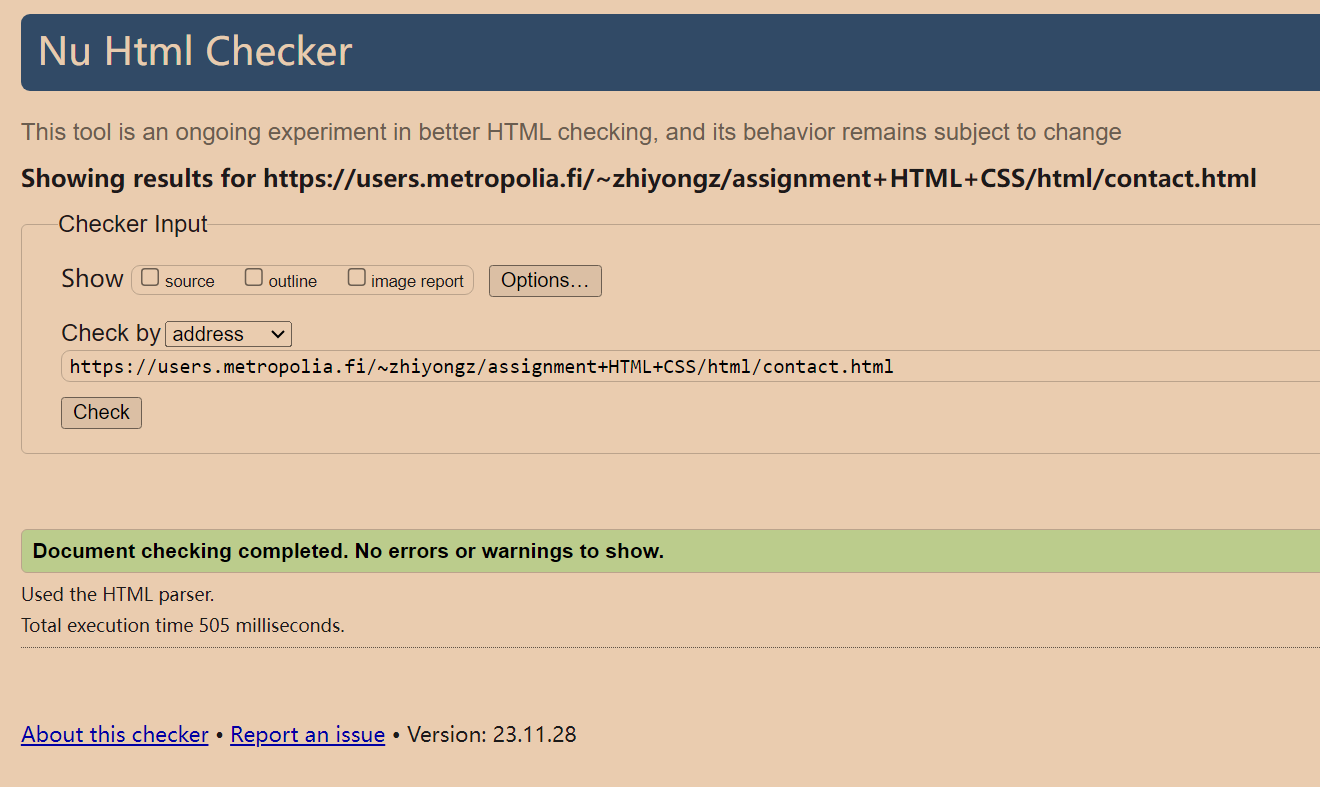 Nu Html Checker
This tool is an ongoing experiment in better HTML checking, and its behavior remains subject to change
Showing results for https://users.metropolia.fi/~zhiyongz/assignment+HTML+CSS/html/contact.html
Checker Input
Show source outline image report Options...
Check by address
https://users.metropolia.fi/~zhiyongz/assignment+HTML+CSS/html/contact.html
Check
Document checking completed. No errors or warnings to show.
Used the HTML parser.
Total execution time 505 milliseconds.
About this checker • Report an issue • Version: 23.11.28